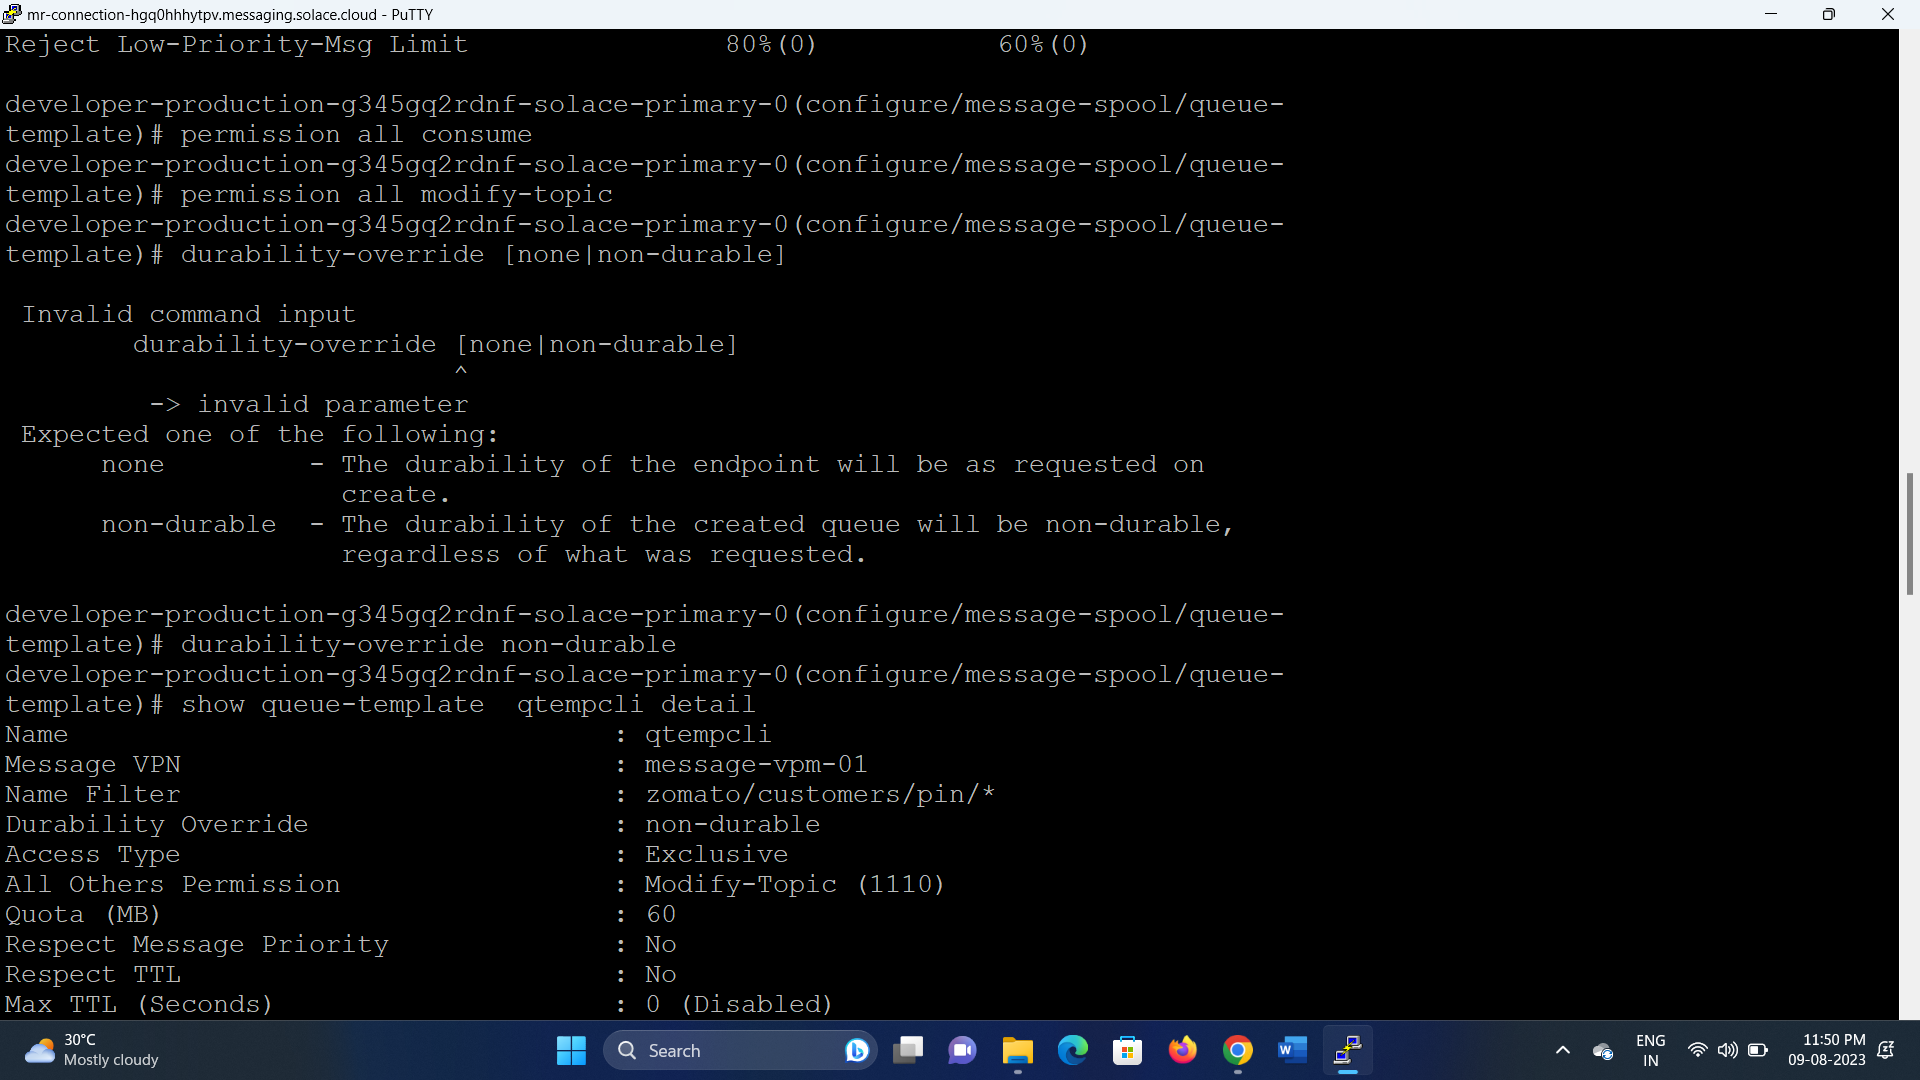 mr-connection-hgq0hhhytpv.messaging.solace.cloud - PuTTY
Reject Low-Priority-Msg Limit                80%(0)           60%(0)
developer-production-g345gq2rdnf-solace-primary-0(configure/message-spool/queue-
template)# permission all consume
developer-production-g345gq2rdnf-solace-primary-0(configure/message-spool/queue-
template)# permission all modify-topic
developer-production-g345gq2rdnf-solace-primary-0(configure/message-spool/queue-
template)# durability-override [none|non-durable]
Invalid command input
durability-override [none|non-durable]
^
-> invalid parameter
Expected one of the following:
none         - The durability of the endpoint will be as requested on
create.
non-durable  - The durability of the created queue will be non-durable,
regardless of what was requested.
developer-production-g345gq2rdnf-solace-primary-0(configure/message-spool/queue-
template)# durability-override non-durable
developer-production-g345gq2rdnf-solace-primary-0(configure/message-spool/queue-
template)# show queue-template  qtempcli detail
Name                                  : qtempcli
Message VPN                           : message-vpm-01
Name Filter                           : zomato/customers/pin/*
Durability Override                   : non-durable
Access Type                           : Exclusive
All Others Permission                 : Modify-Topic (1110)
Quota (MB)                            : 60
Respect Message Priority              : No
Respect TTL                           : No
Max TTL (Seconds)                     : 0 (Disabled)
30°C
Mostly cloudy
Search
ENG
IN
11:50 PM
09-08-2023